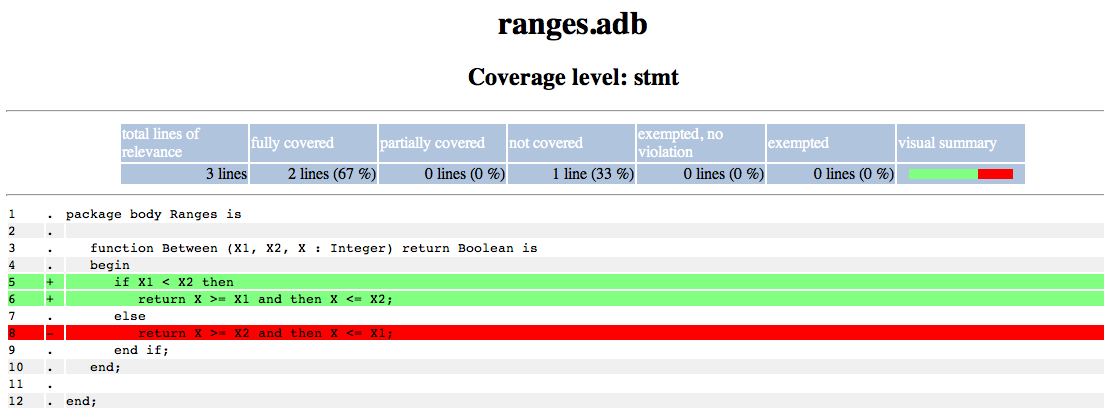 ranges.adb
Coverage level: stmt
total lines of relevance fully covered partially covered not covered exempted, no violation exempted visual summary
3 lines 2 lines (67 %) 0 lines (0 %) 1 line (33 %) 0 lines (0 %) 0 lines (0 %)
1 . package body Ranges is
2 .
3 . function Between (X1, X2, X : Integer) return Boolean is
4 . begin
5 + if X1 < X2 then
6 + return X >= X1 and then X <= X2;
7 . else
8 - return X >= X2 and then X <= X1;
9 . end if;
10 . end;
11 .
12 . end;